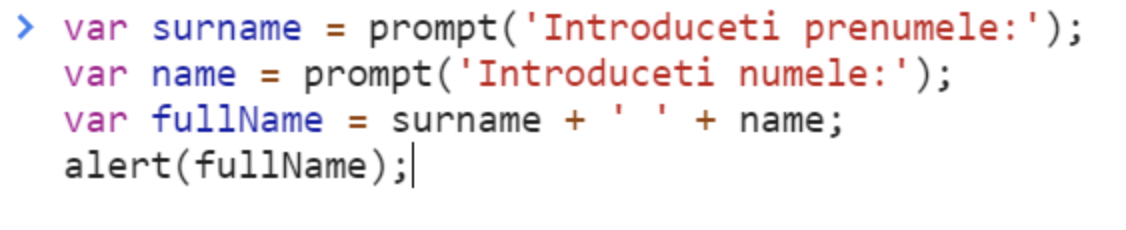 var surname = prompt('Introduceti prenumele:');
var name = prompt('Introduceti numele:');
var fullName = surname + ' ' + name;
alert(fullName);